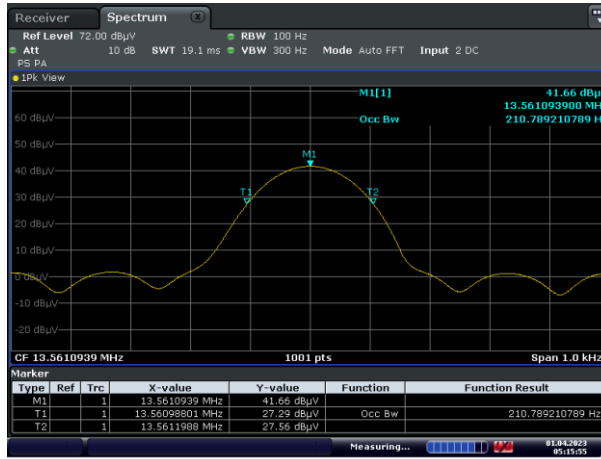 Receiver Spectrum
Ref Level 72.00 dBµV RBW 100 Hz
Att 10 dB SWT 19.1 ms VBW 300 Hz Mode Auto FFT Input 2 DC
PS PA
1Pk View
M1[1] 41.66 dBµ
13.561093900 MH
Occ Bw 210.789210789 H
60 dBµV
50 dBµV
M1
40 dBµV
T1 T2
30 dBµV
20 dBµV
10 dBµV
0 dBµV
-10 dBµV
-20 dBµV
CF 13.5610939 MHz 1001 pts Span 1.0 kHz
Marker
Type Ref Trc X-value Y-value Function Function Result
M1 1 13.5610939 MHz 41.66 dBµV
T1 1 13.56098801 MHz 27.29 dBµV Occ Bw 210.789210789 Hz
T2 1 13.5611988 MHz 27.56 dBµV
Measuring... 01.04.2023
05:15:55